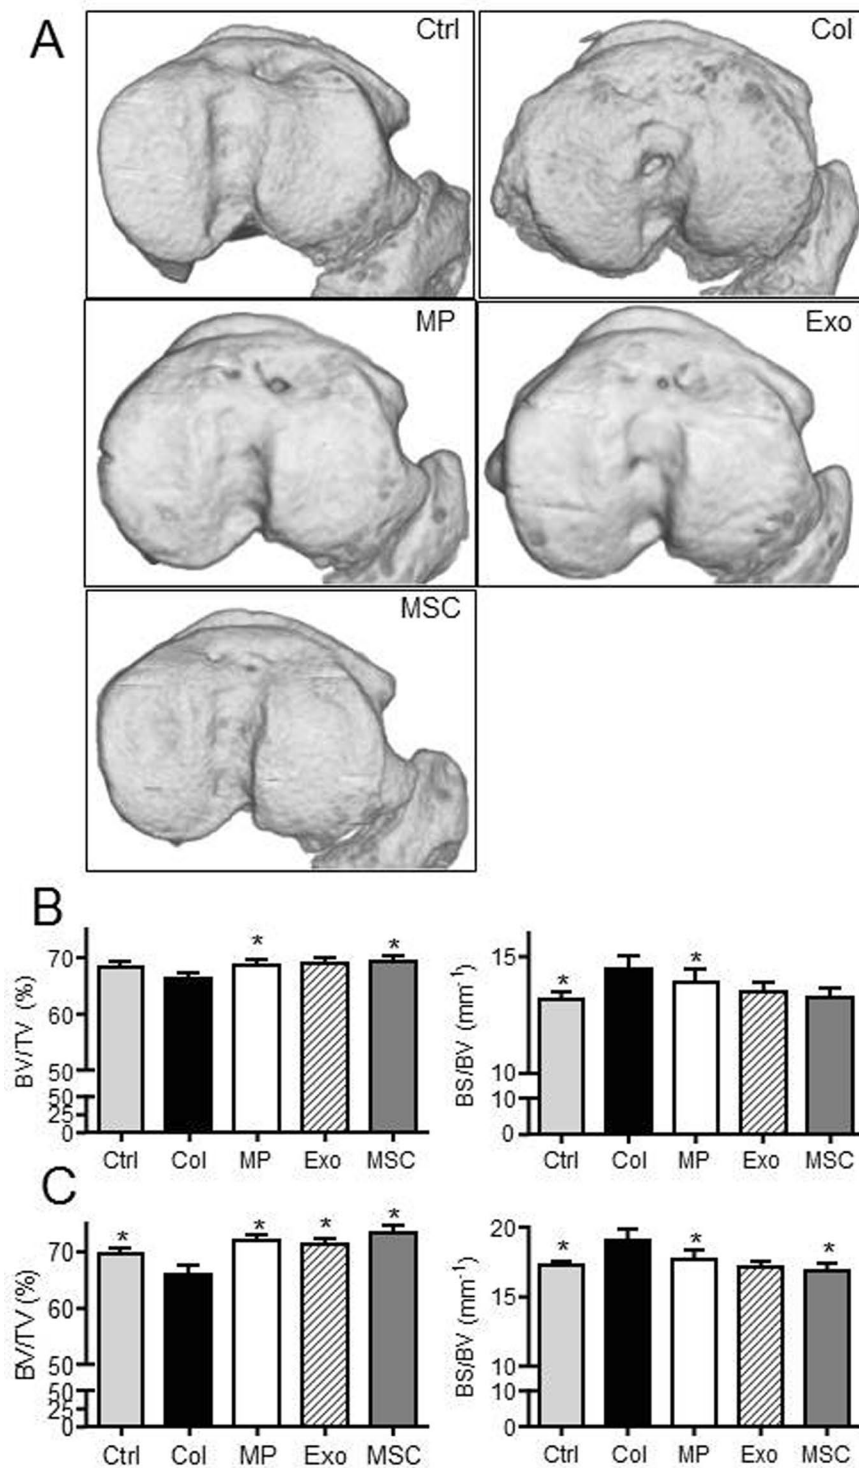 A
Ctrl
Col
MP
Exo
MSC
B
BV/TV (%)
70
60
50
50
25
0
*
*
Ctrl
Col
MP
Exo
MSC
BS/BV (mm⁻¹)
15
10
10
0
*
*
Ctrl
Col
MP
Exo
MSC
C
BV/TV (%)
70
60
50
50
25
0
*
*
*
*
Ctrl
Col
MP
Exo
MSC
BS/BV (mm⁻¹)
20
15
10
10
0
*
*
*
Ctrl
Col
MP
Exo
MSC